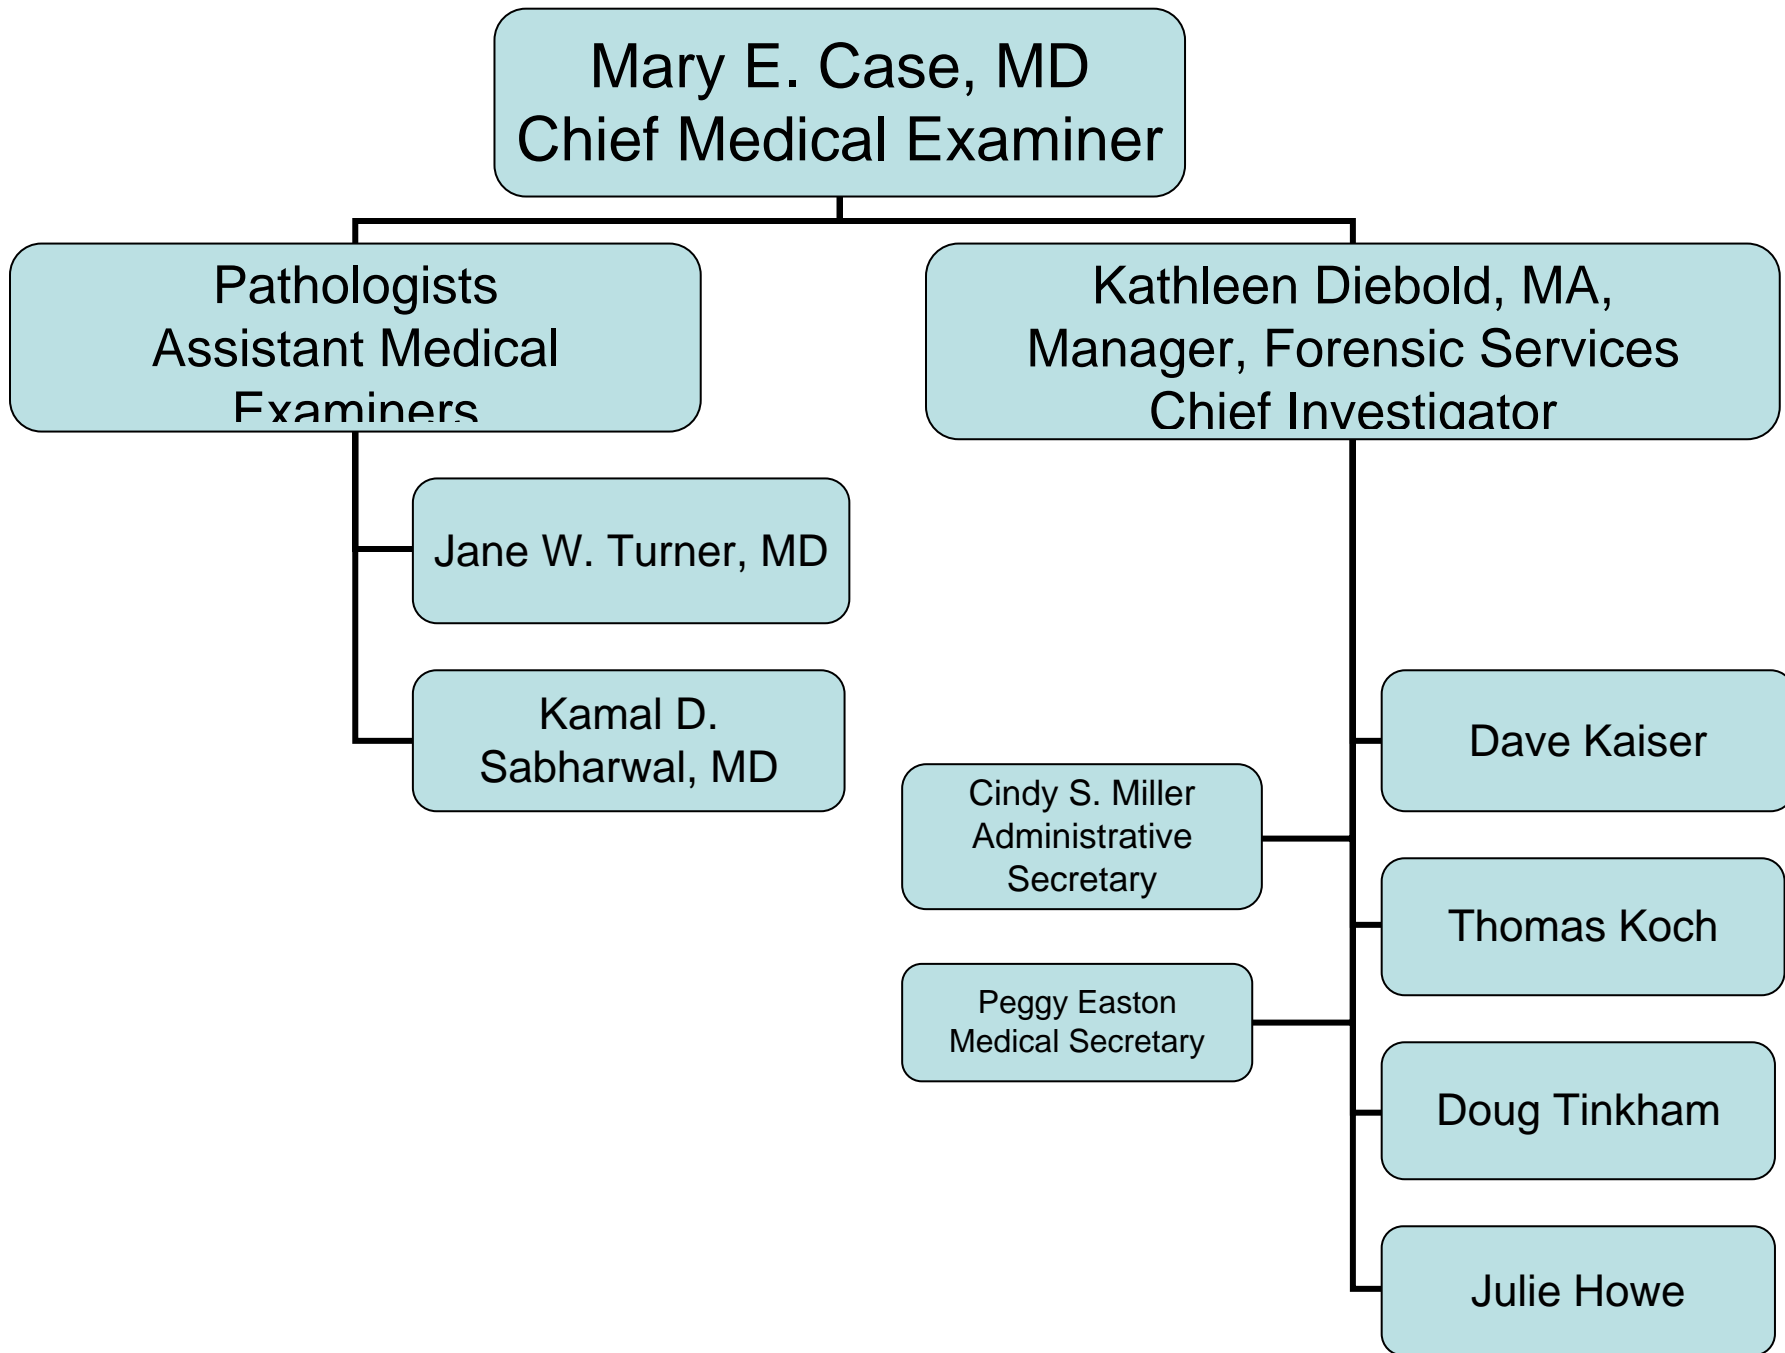 Mary E. Case, MD
Chief Medical Examiner
Pathologists
Assistant Medical
Examiners
Kathleen Diebold, MA,
Manager, Forensic Services
Chief Investigator
Jane W. Turner, MD
Kamal D.
Sabharwal, MD
Cindy S. Miller
Administrative
Secretary
Peggy Easton
Medical Secretary
Dave Kaiser
Thomas Koch
Doug Tinkham
Julie Howe